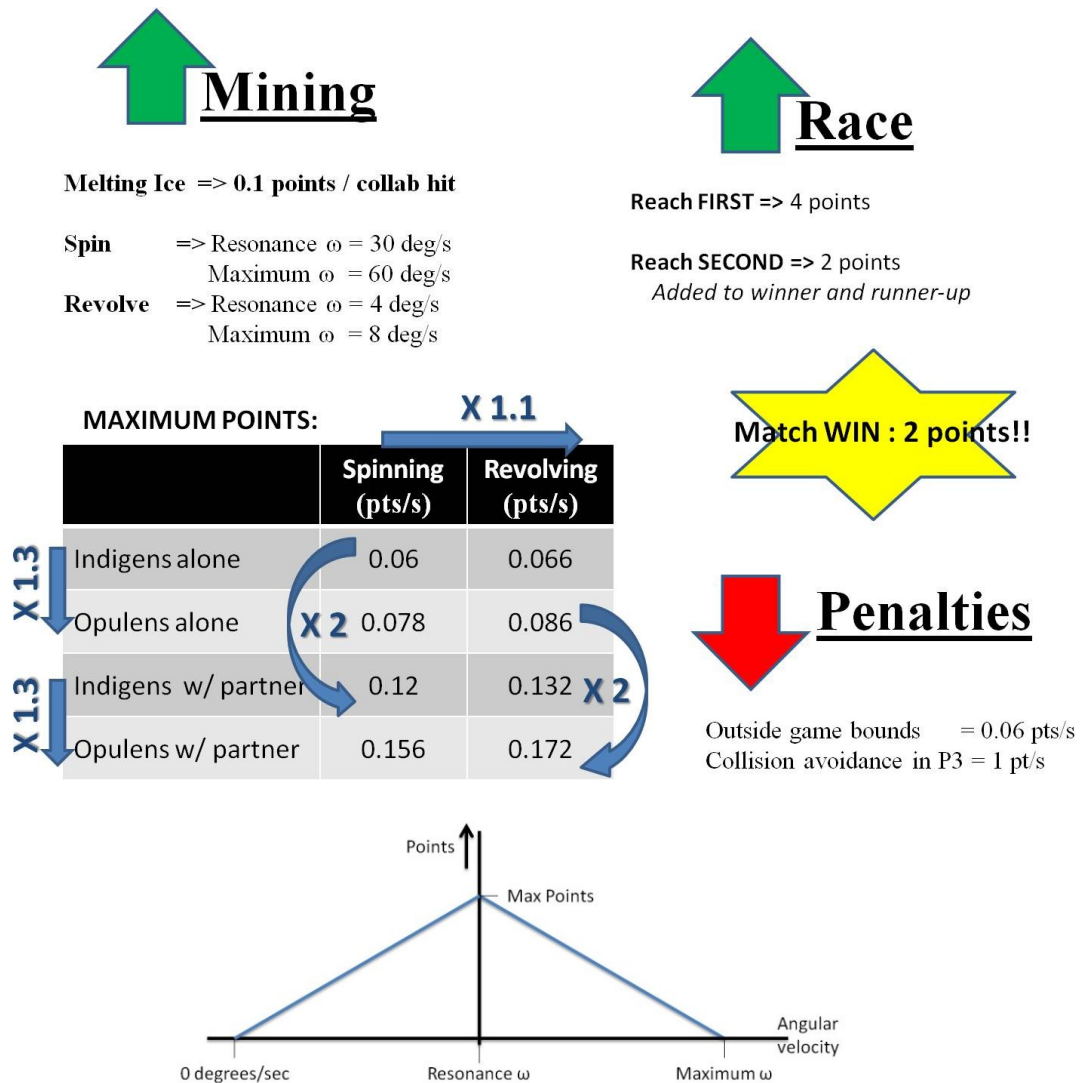 Mining
Melting Ice => 0.1 points / collab hit
Spin => Resonance ω = 30 deg/s
Maximum ω = 60 deg/s
Revolve => Resonance ω = 4 deg/s
Maximum ω = 8 deg/s
Race
Reach FIRST => 4 points
Reach SECOND => 2 points
Added to winner and runner-up
Match WIN : 2 points!!
MAXIMUM POINTS:
X 1.1
Spinning (pts/s) Revolving (pts/s)
Indigens alone 0.06 0.066
Opulens alone 0.078 0.086
Indigens w/ partner 0.12 0.132
Opulens w/ partner 0.156 0.172
X 1.3
X 1.3
X 2
X 2
Penalties
Outside game bounds = 0.06 pts/s
Collision avoidance in P3 = 1 pt/s
Points
Max Points
Angular
velocity
0 degrees/sec Resonance ω Maximum ω